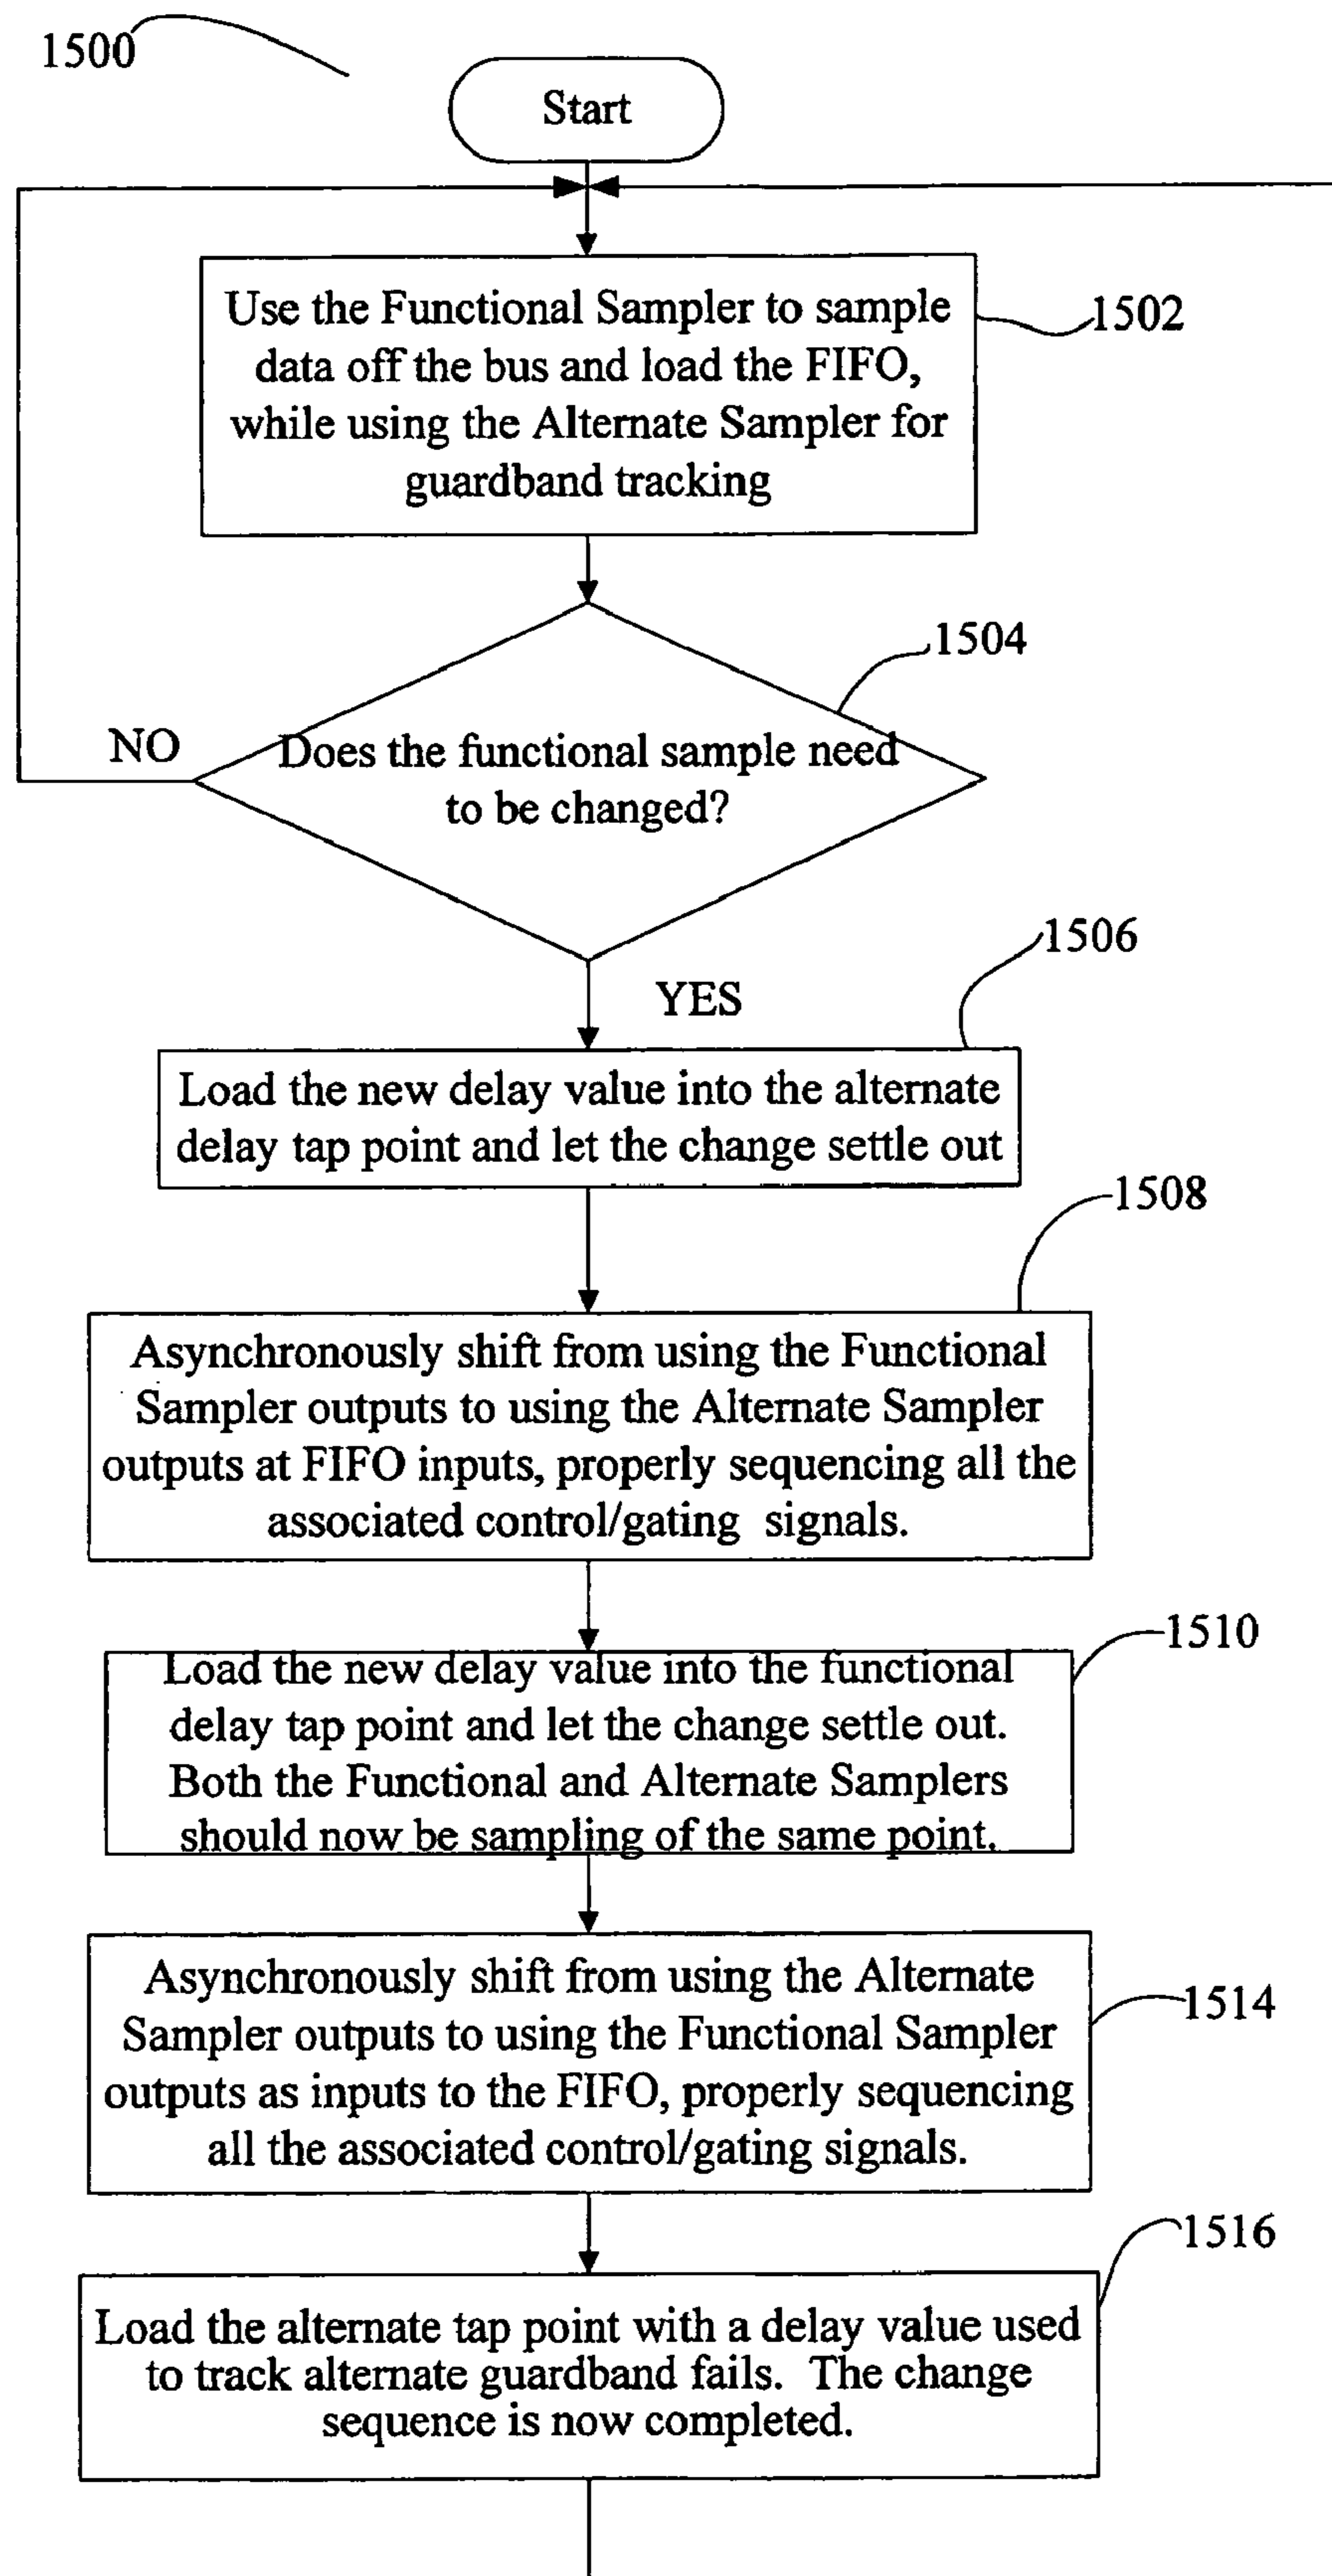 1500
Start
Use the Functional Sampler to sample
data off the bus and load the FIFO,
while using the Alternate Sampler for
guardband tracking
1502
1504
NO
Does the functional sample need
to be changed?
YES
1506
Load the new delay value into the alternate
delay tap point and let the change settle out
1508
Asynchronously shift from using the Functional
Sampler outputs to using the Alternate Sampler
outputs at FIFO inputs, properly sequencing all the
associated control/gating signals.
1510
Load the new delay value into the functional
delay tap point and let the change settle out.
Both the Functional and Alternate Samplers
should now be sampling of the same point.
Asynchronously shift from using the Alternate
Sampler outputs to using the Functional Sampler
outputs as inputs to the FIFO, properly sequencing
all the associated control/gating signals.
1514
1516
Load the alternate tap point with a delay value used
to track alternate guardband fails. The change
sequence is now completed.